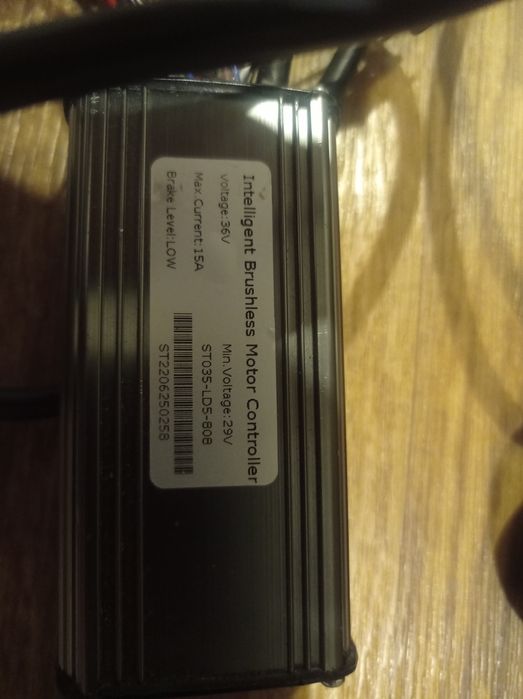 Intelligent Brushless Motor Controller
Voltage:36V Min.Voltage:29V
Max.Current:15A ST035-LD5-808
Brake Level:LOW
ST2206250258